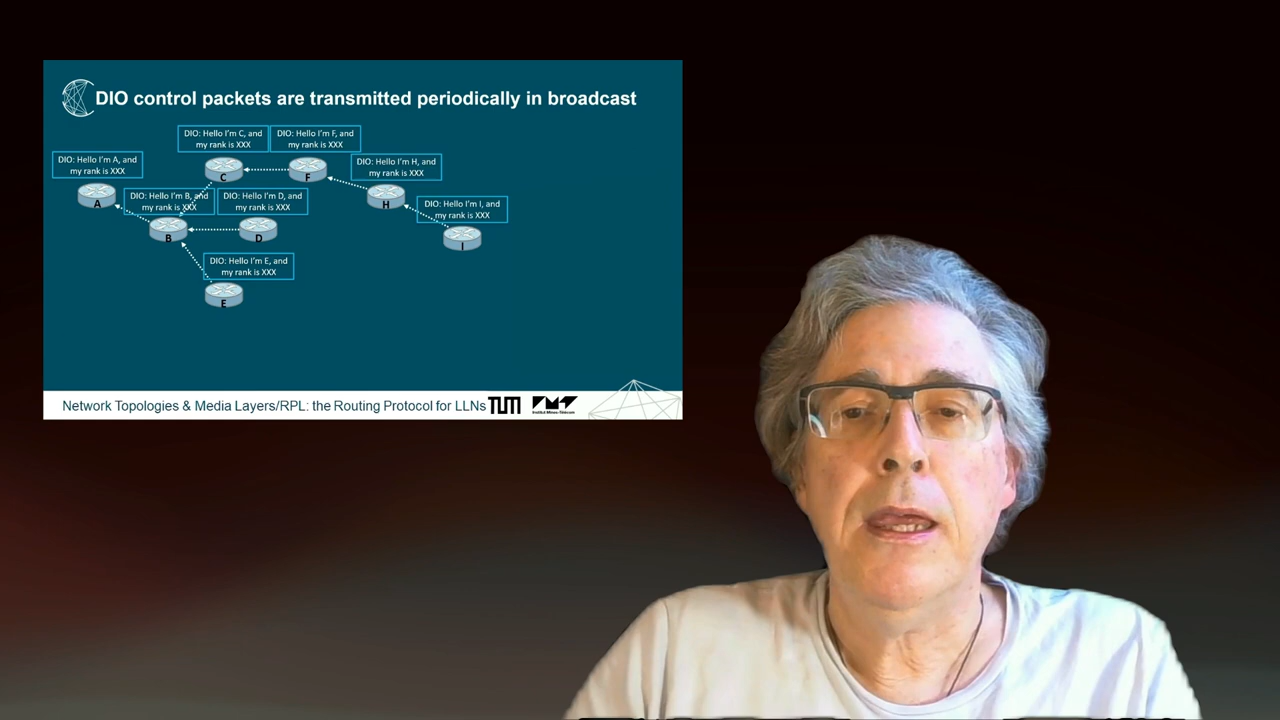 DIO control packets are transmitted periodically in broadcast
DIO: Hello I'm C, and
my rank is XXX
DIO: Hello I'm F, and
my rank is XXX
DIO: Hello I'm A, and
my rank is XXX
DIO: Hello I'm H, and
my rank is XXX
C
F
A
DIO: Hello I'm B, and
my rank is XXX
DIO: Hello I'm D, and
my rank is XXX
H
DIO: Hello I'm I, and
my rank is XXX
B
D
I
DIO: Hello I'm E, and
my rank is XXX
E
Network Topologies & Media Layers/RPL: the Routing Protocol for LLNs
TUM
Institut Mines-Télécom